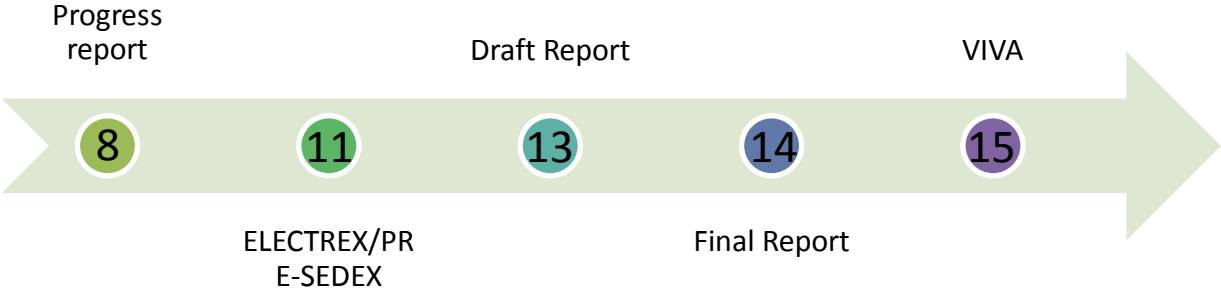 Progress
report
Draft Report
VIVA
8
11
13
14
15
ELECTREX/PR
E-SEDEX
Final Report